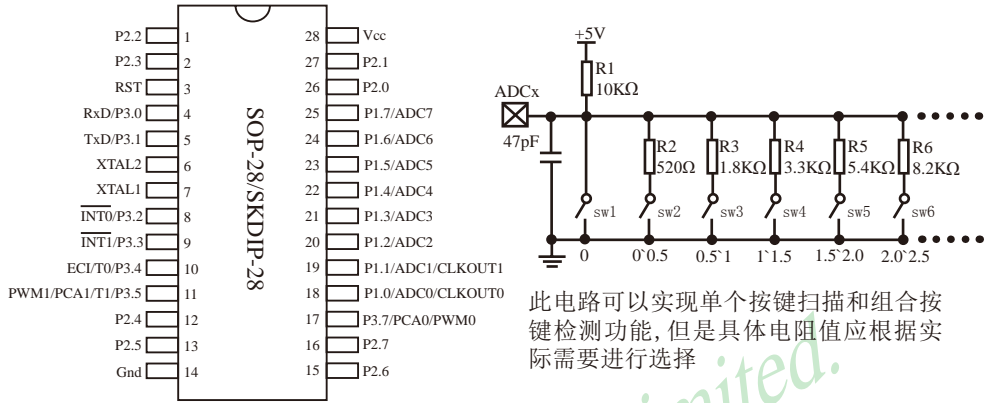 P2.2 1 28 Vcc
P2.3 2 27 P2.1
RST 3 26 P2.0
RxD/P3.0 4 25 P1.7/ADC7
TxD/P3.1 5 24 P1.6/ADC6
XTAL2 6 23 P1.5/ADC5
XTAL1 7 22 P1.4/ADC4
INT0/P3.2 8 21 P1.3/ADC3
INT1/P3.3 9 20 P1.2/ADC2
ECI/T0/P3.4 10 19 P1.1/ADC1/CLKOUT1
PWM1/PCA1/T1/P3.5 11 18 P1.0/ADC0/CLKOUT0
P2.4 12 17 P3.7/PCA0/PWM0
P2.5 13 16 P2.7
Gnd 14 15 P2.6
SOP-28/SKDIP-28
+5V
R1
10KΩ
ADCx
47pF
R2 R3 R4 R5 R6
520Ω 1.8KΩ 3.3KΩ 5.4KΩ 8.2KΩ
sw1 sw2 sw3 sw4 sw5 sw6
0 0`0.5 0.5`1 1`1.5 1.5`2.0 2.0`2.5
此电路可以实现单个按键扫描和组合按
键检测功能,但是具体电阻值应根据实
际需要进行选择
imited.